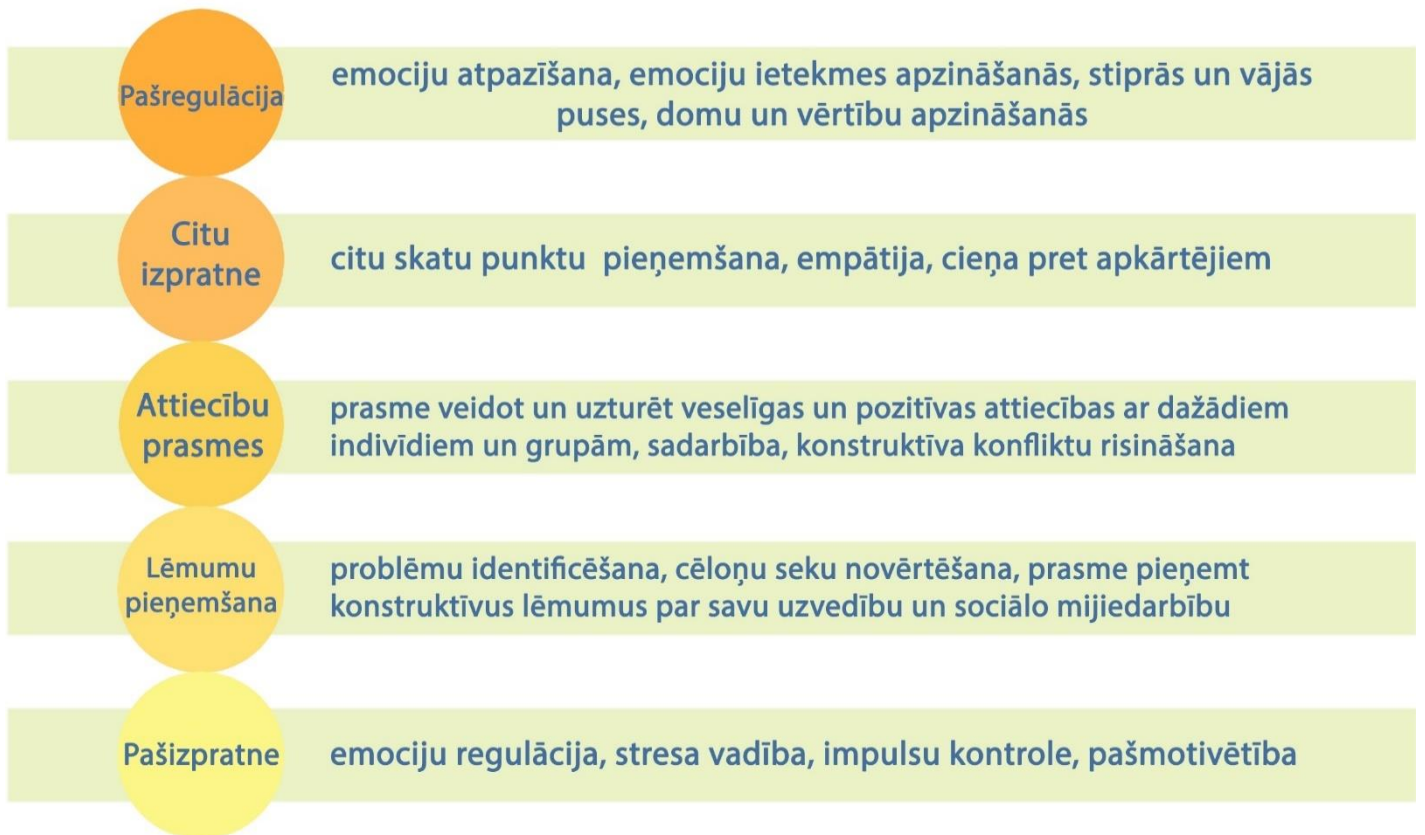 Pašregulācija
emociju atpazīšana, emociju ietekmes apzināšanās, stiprās un vājās
puses, domu un vērtību apzināšanās
Citu
izpratne
citu skatu punktu pieņemšana, empātija, cieņa pret apkārtējiem
Attiecību
prasmes
prasme veidot un uzturēt veselīgas un pozitīvas attiecības ar dažādiem
indivīdiem un grupām, sadarbība, konstruktīva konfliktu risināšana
Lēmumu
pieņemšana
problēmu identificēšana, cēloņu seku novērtēšana, prasme pieņemt
konstruktīvus lēmumus par savu uzvedību un sociālo mijiedarbību
Pašizpratne
emociju regulācija, stresa vadība, impulsu kontrole, pašmotivētība